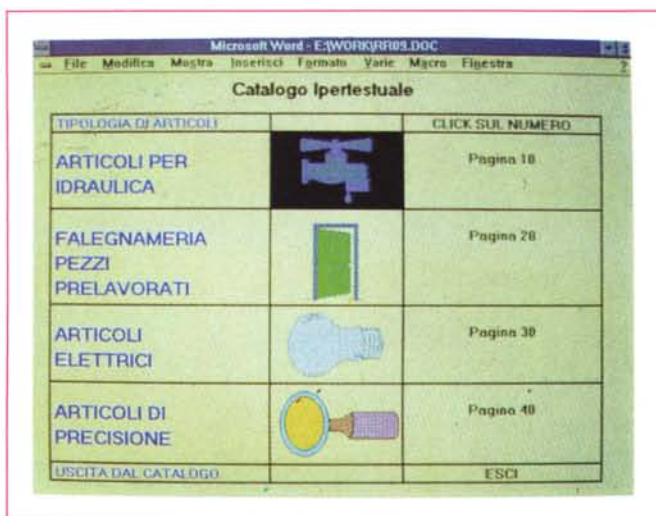 Microsoft Word - E:\WORK\RR09.DOC
File Modifica Mostra Inserisci Formato Varie Macro Finestra ?
Catalogo Ipertestuale
TIPOLOGIA DI ARTICOLI CLICK SUL NUMERO
ARTICOLI PER
IDRAULICA
Pagina 10
FALEGNAMERIA
PEZZI
PRELAVORATI
Pagina 20
ARTICOLI
ELETTRICI
Pagina 30
ARTICOLI DI
PRECISIONE
Pagina 40
USCITA DAL CATALOGO ESCI